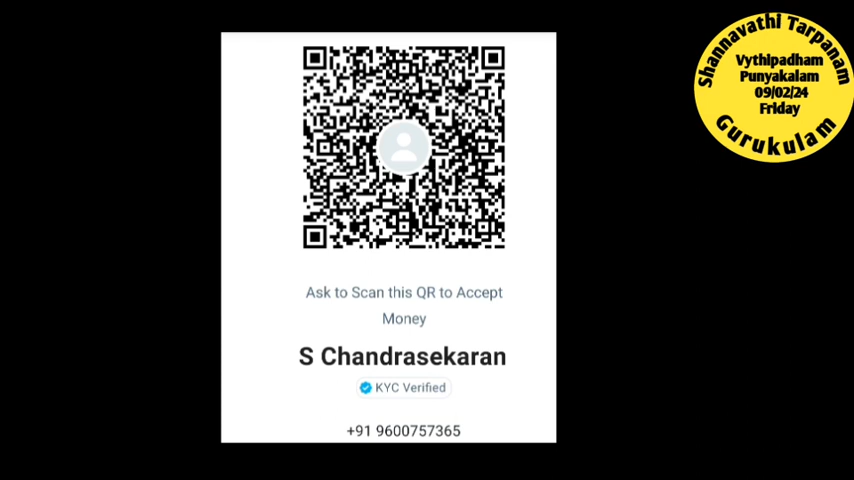 Shannavathi Tarpanam
Vythipadham
Punyakalam
09/02/24
Friday
Gurukulam
Ask to Scan this QR to Accept
Money
S Chandrasekaran
KYC Verified
+91 9600757365